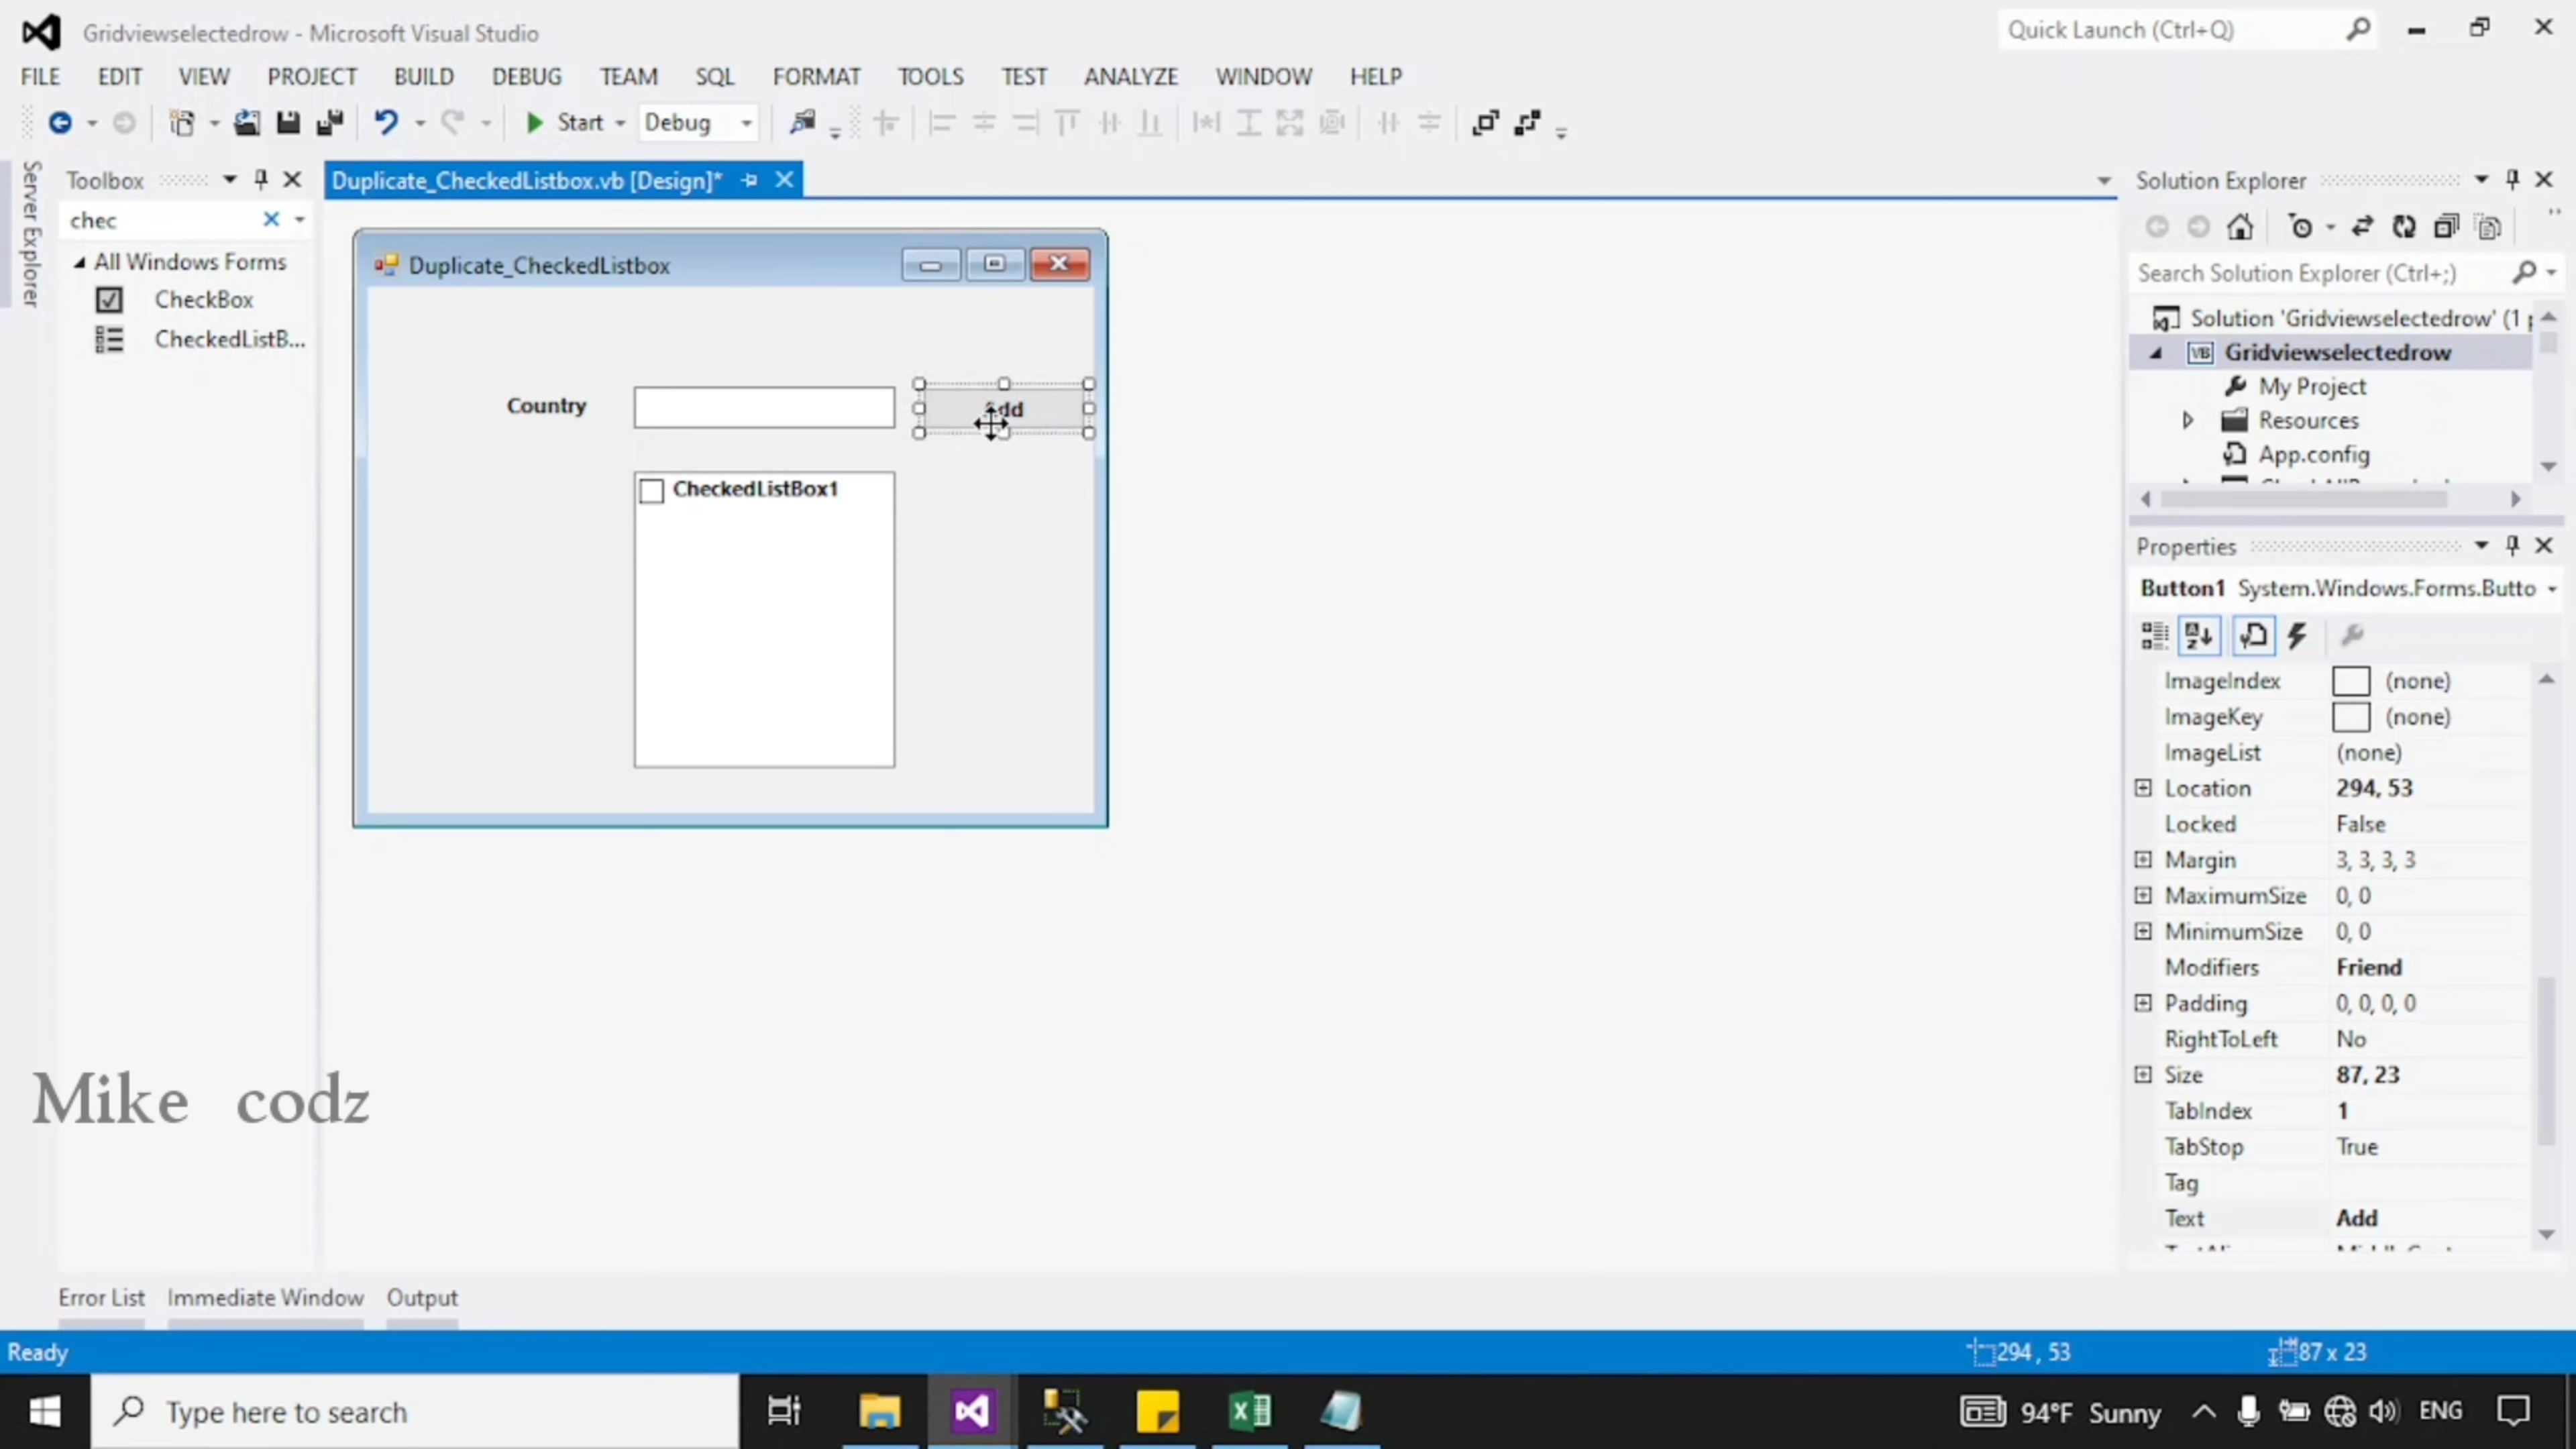 Gridviewselectedrow - Microsoft Visual Studio
Quick Launch (Ctrl+Q)
FILE EDIT VIEW PROJECT BUILD DEBUG TEAM SQL FORMAT TOOLS TEST ANALYZE WINDOW HELP
Start Debug
Server Explorer
Toolbox
chec
All Windows Forms
CheckBox
CheckedListB...
Duplicate_CheckedListbox.vb [Design]*
Duplicate_CheckedListbox
Country
Add
CheckedListBox1
Solution Explorer
Search Solution Explorer (Ctrl+;)
Solution 'Gridviewselectedrow' (1
VB Gridviewselectedrow
My Project
Resources
App.config
Properties
Button1 System.Windows.Forms.Butto
ImageIndex (none)
ImageKey (none)
ImageList (none)
Location 294, 53
Locked False
Margin 3, 3, 3, 3
MaximumSize 0, 0
MinimumSize 0, 0
Modifiers Friend
Padding 0, 0, 0, 0
RightToLeft No
Size 87, 23
TabIndex 1
TabStop True
Tag
Text Add
Mike codz
Error List Immediate Window Output
Ready
294 , 53
87 x 23
Type here to search
94°F Sunny
ENG